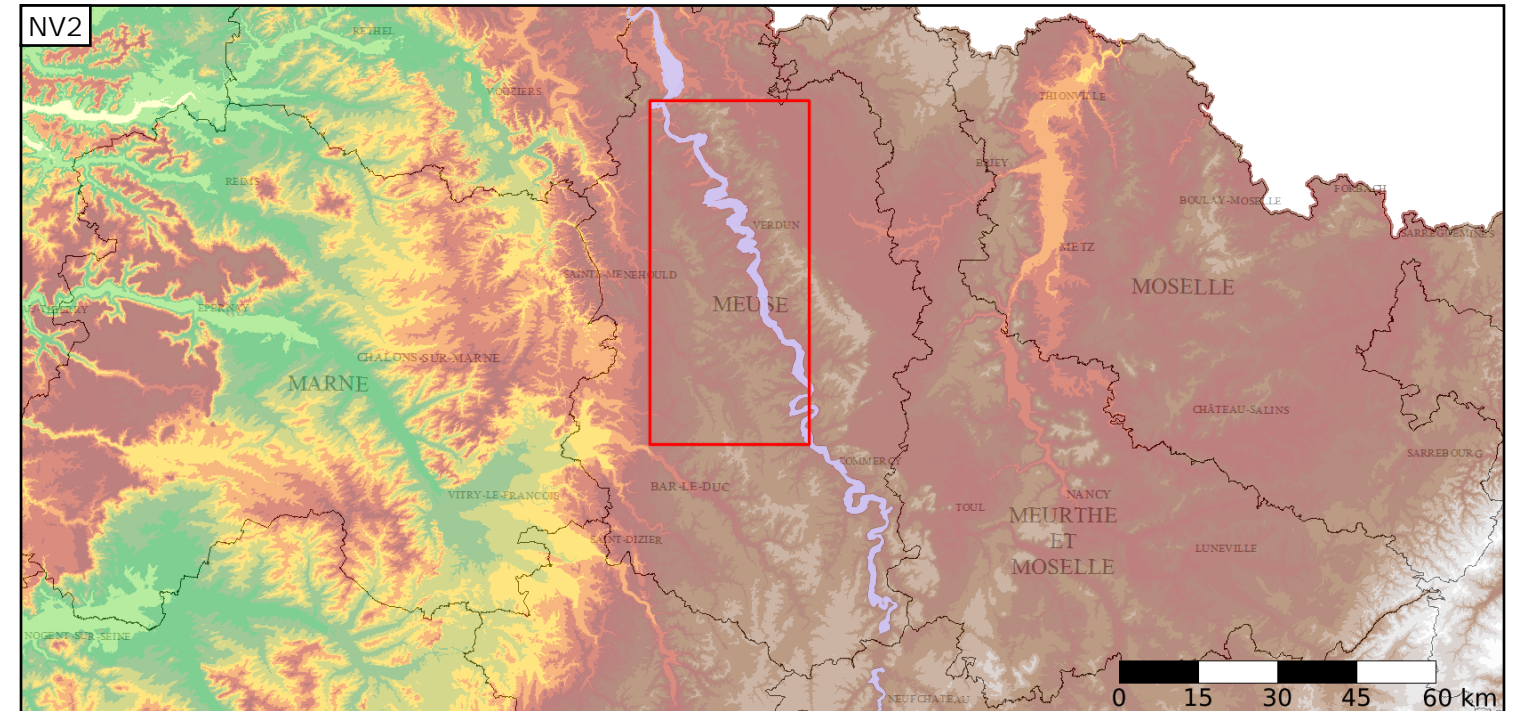 NV2
RETHEL
VOUZIERS
THIONVILLE
BRIEY
REIMS
BOULAY-MOSELLE
FORBACH
VERDUN
SARREGUEMINES
METZ
SAINTE-MENEHOULD
MOSELLE
MEUSE
EPERNAY
CHALONS-SUR-MARNE
MARNE
CHÂTEAU-SALINS
SARREBOURG
COMMERCY
BAR-LE-DUC
VITRY-LE-FRANCOIS
NANCY
TOUL
MEURTHE
ET
MOSELLE
SAINT-DIZIER
LUNEVILLE
NOGENT-SUR-SEINE
NEUFCHATEAU
0 15 30 45 60 km